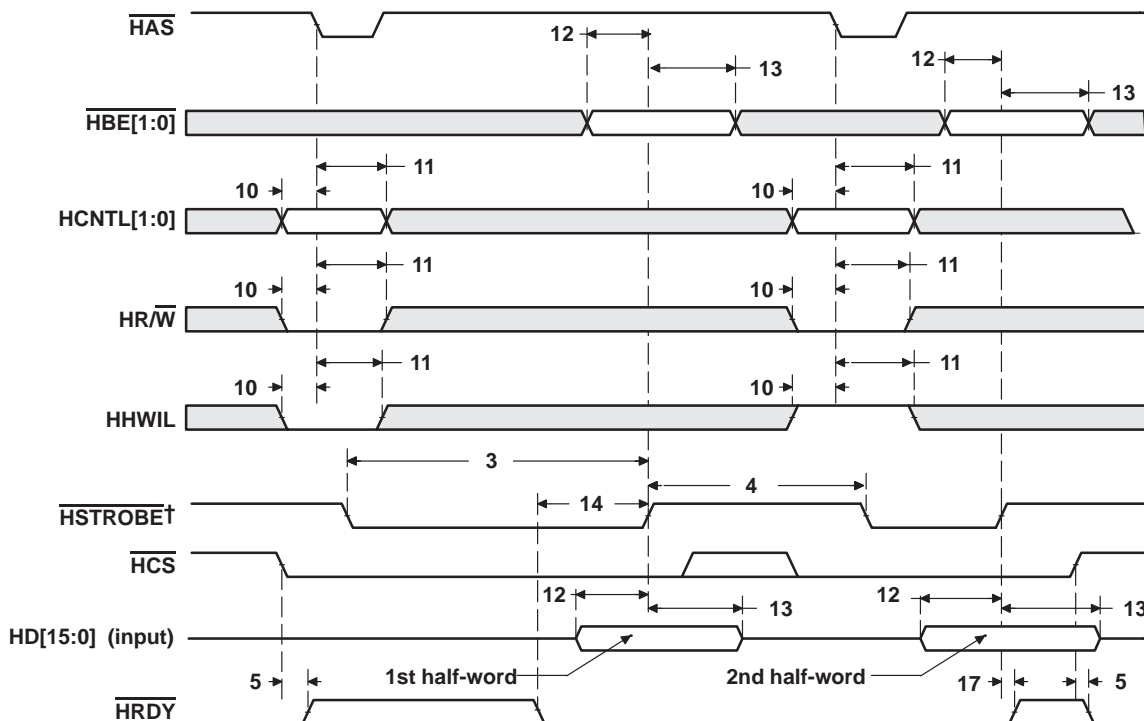 HAS
12
13
12
13
HBE[1:0]
11
11
10
10
HCNTL[1:0]
11
11
10
10
HR/W
11
11
10
10
HHWIL
3
4
14
HSTROBE†
HCS
12
13
12
13
HD[15:0] (input)
1st half-word
2nd half-word
5
17
5
HRDY